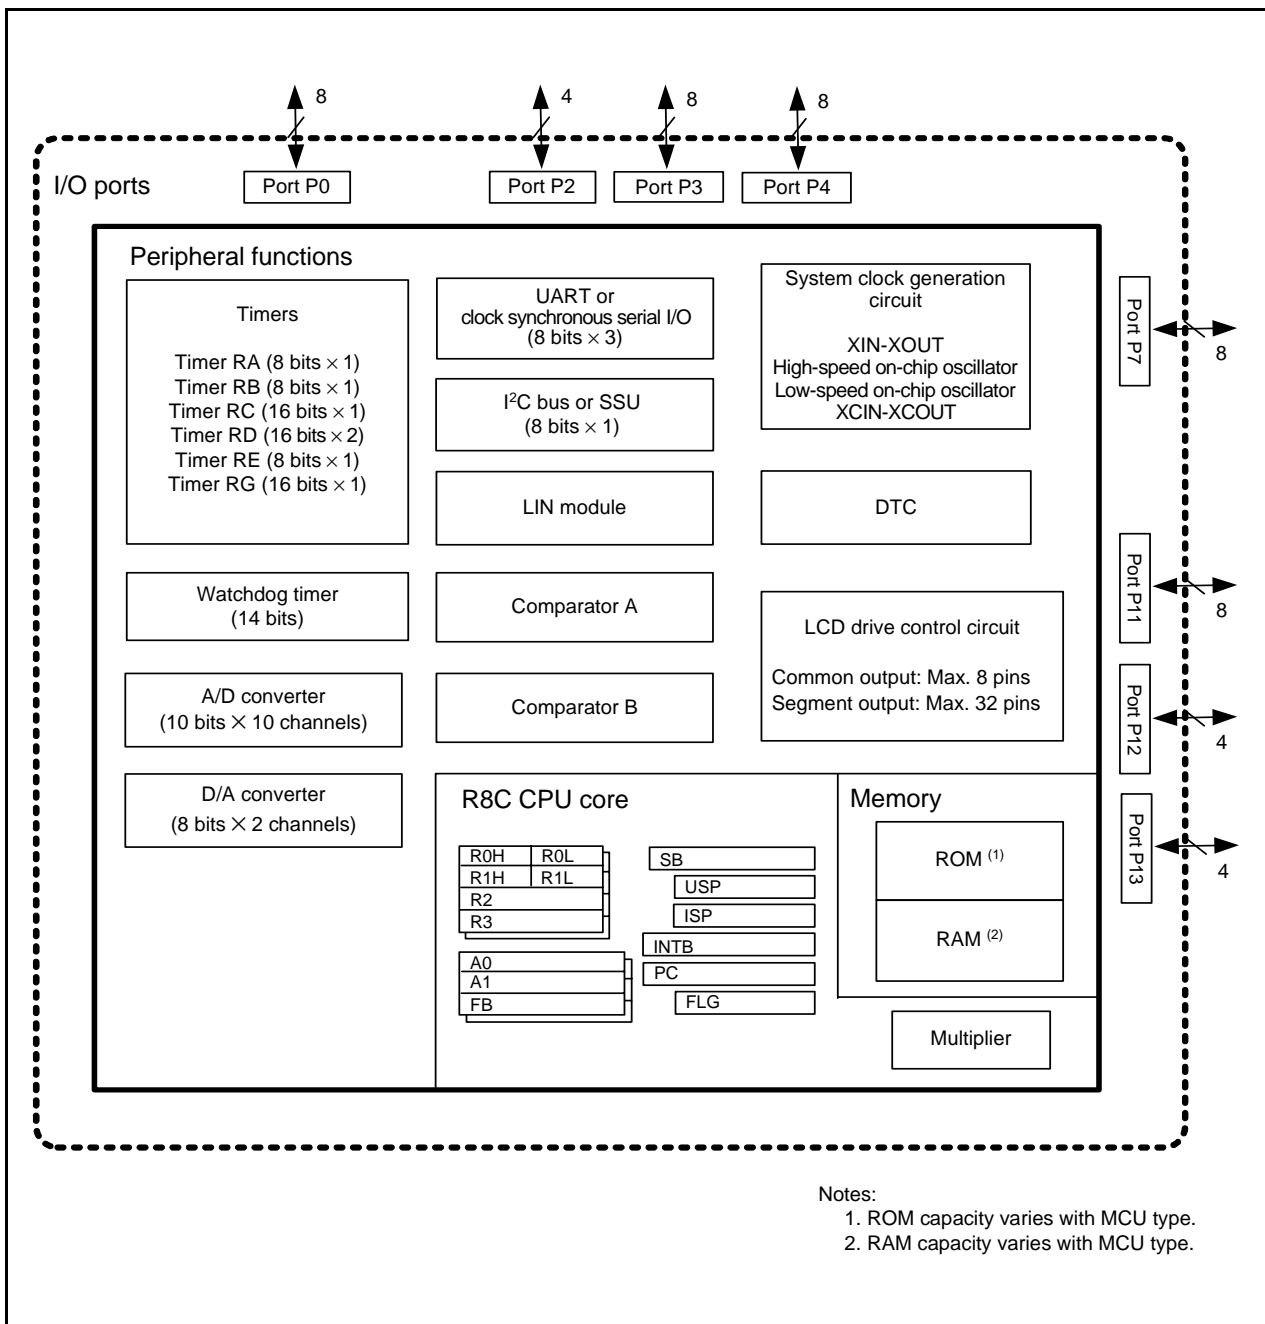 8
4
8
8
I/O ports
Port P0
Port P2
Port P3
Port P4
Peripheral functions
Timers
Timer RA (8 bits × 1)
Timer RB (8 bits × 1)
Timer RC (16 bits × 1)
Timer RD (16 bits × 2)
Timer RE (8 bits × 1)
Timer RG (16 bits × 1)
UART or
clock synchronous serial I/O
(8 bits × 3)
I²C bus or SSU
(8 bits × 1)
LIN module
System clock generation
circuit
XIN-XOUT
High-speed on-chip oscillator
Low-speed on-chip oscillator
XCIN-XCOUT
DTC
Port P7
8
Watchdog timer
(14 bits)
Comparator A
LCD drive control circuit
Common output: Max. 8 pins
Segment output: Max. 32 pins
Port P11
8
A/D converter
(10 bits × 10 channels)
Comparator B
Port P12
4
D/A converter
(8 bits × 2 channels)
R8C CPU core
R0H
R0L
R1H
R1L
R2
R3
A0
A1
FB
SB
USP
ISP
INTB
PC
FLG
Memory
ROM (1)
RAM (2)
Multiplier
Port P13
4
Notes:
1. ROM capacity varies with MCU type.
2. RAM capacity varies with MCU type.